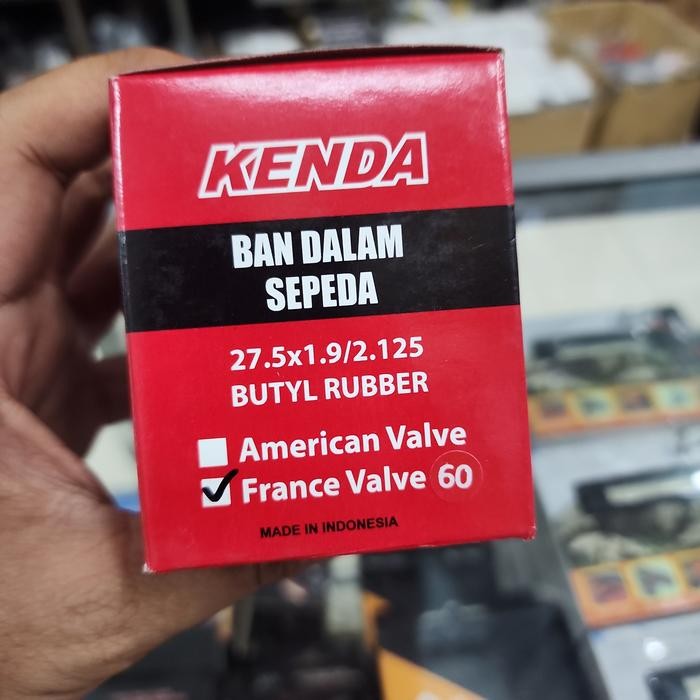 KENDA
BAN DALAM
SEPEDA
27.5x1.9/2.125
BUTYL RUBBER
American Valve
France Valve 60
MADE IN INDONESIA